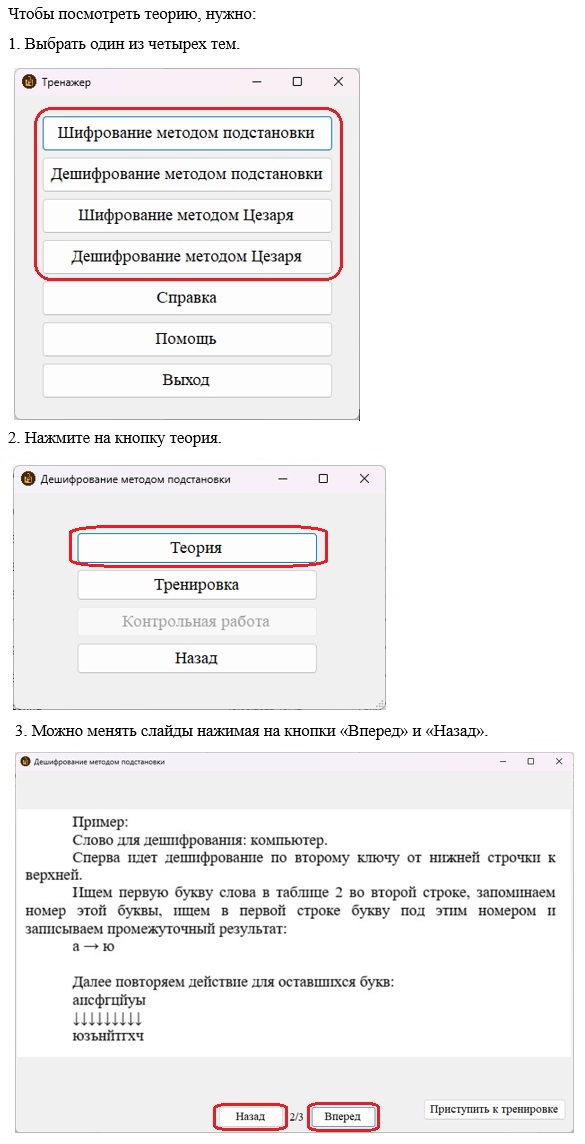 Чтобы посмотреть теорию, нужно:
1. Выбрать один из четырех тем.
Тренажер
Шифрование методом подстановки
Дешифрование методом подстановки
Шифрование методом Цезаря
Дешифрование методом Цезаря
Справка
Помощь
Выход
2. Нажмите на кнопку теория.
Дешифрование методом подстановки
Теория
Тренировка
Контрольная работа
Назад
3. Можно менять слайды нажимая на кнопки «Вперед» и «Назад».
Дешифрование методом подстановки
Пример:
Слово для дешифрования: компьютер.
Сперва идет дешифрование по второму ключу от нижней строчки к
верхней.
Ищем первую букву слова в таблице 2 во второй строке, запоминаем
номер этой буквы, ищем в первой строке букву под этим номером и
записываем промежуточный результат:
а → ю
Далее повторяем действие для оставшихся букв:
апсфгцйуы
↓↓↓↓↓↓↓↓↓
юзънйтгхч
Назад 2/3 Вперед Приступить к тренировке